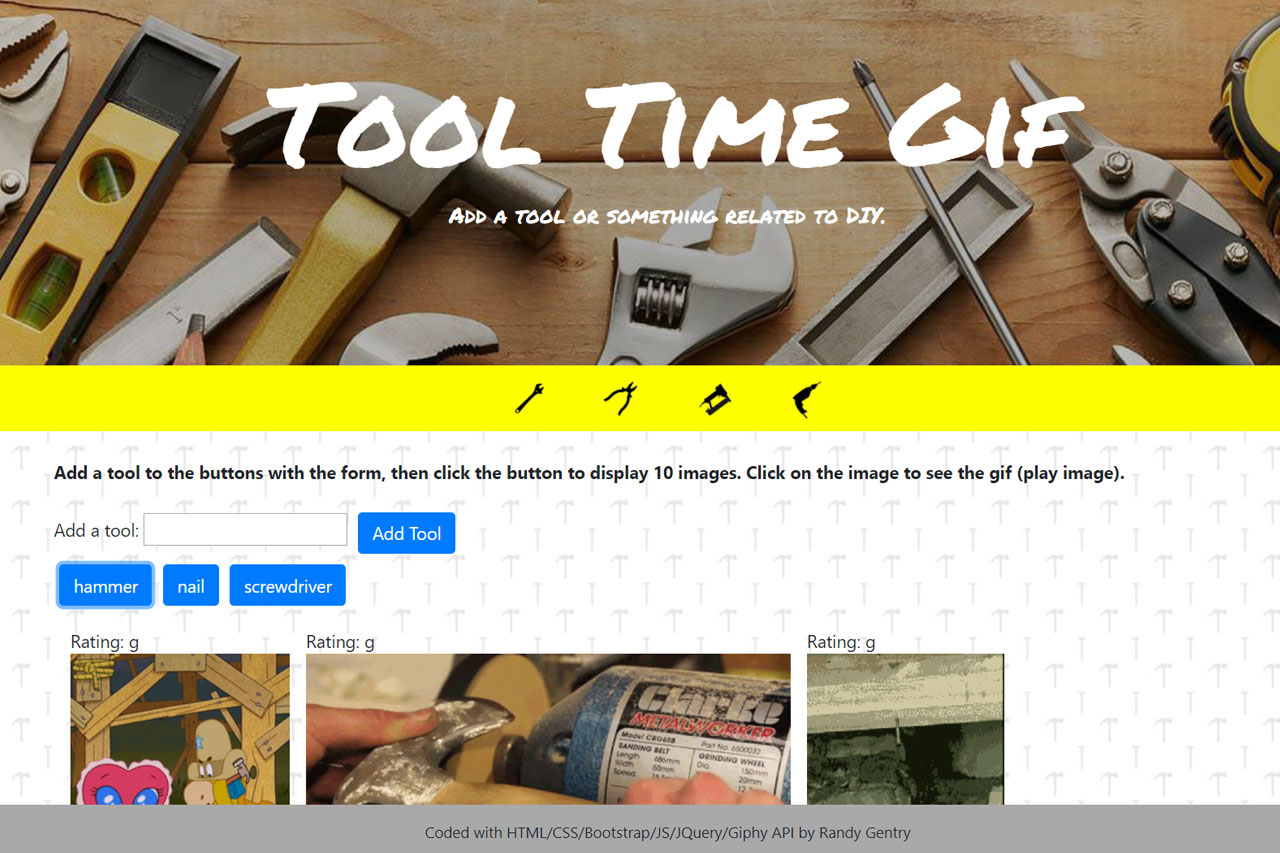 Tool Time Gif
Add a tool or something related to DIY.
Add a tool to the buttons with the form, then click the button to display 10 images. Click on the image to see the gif (play image).
Add a tool: Add Tool
hammer nail screwdriver
Rating: g Rating: g Rating: g
Clarke
METALWORKER
Model CBG6SB Part No. 6500032
SANDING BELT GRINDING WHEEL
Length 686mm Dia. 150mm
Width 50mm 20mm
Speed
Coded with HTML/CSS/Bootstrap/JS/JQuery/Giphy API by Randy Gentry